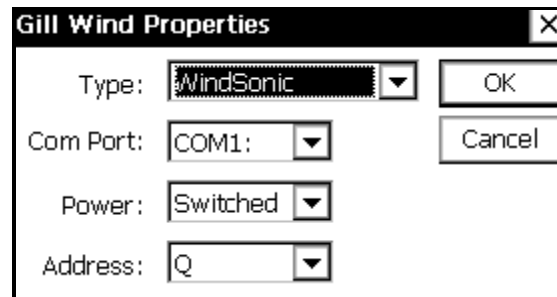 Gill Wind Properties
Type: WindSonic OK
Com Port: COM1: Cancel
Power: Switched
Address: Q